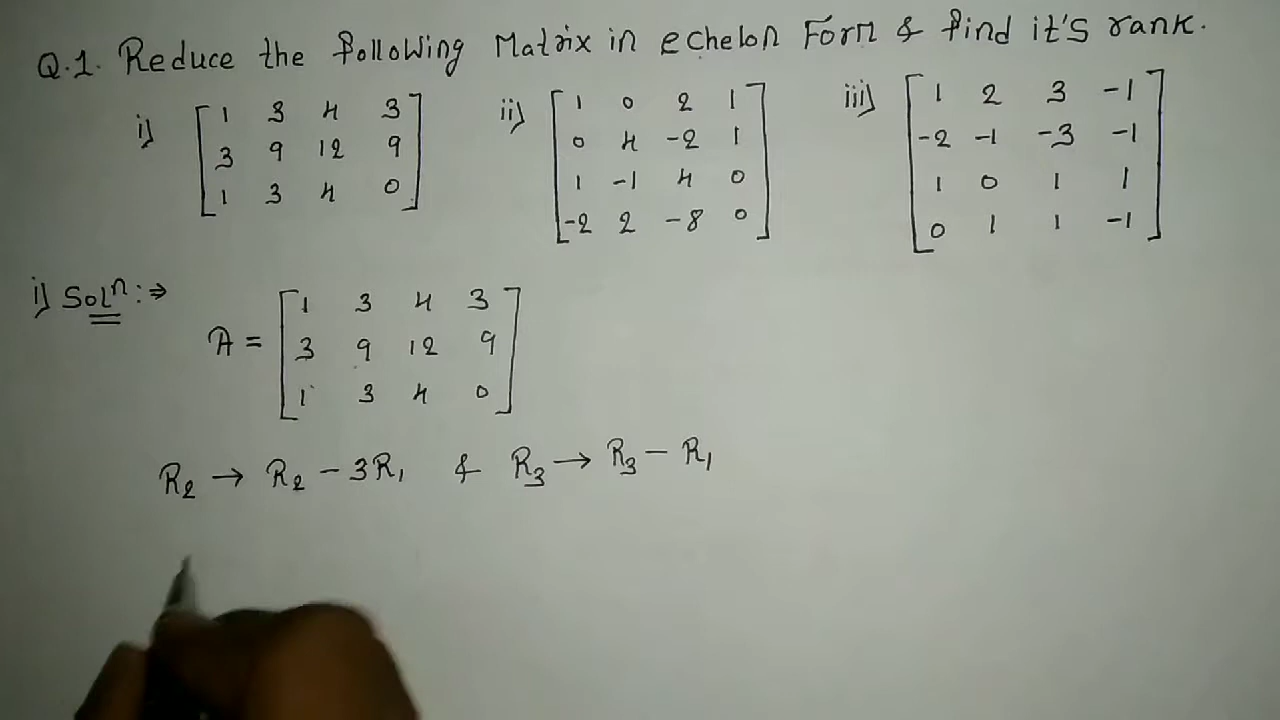 Q.1. Reduce the following Matrix in echelon Form & find it's rank.
i) [ 1 3 4 3 ii) [ 1 0 2 1 iii) [ 1 2 3 -1
3 9 12 9 0 4 -2 1 -2 -1 -3 -1
1 3 4 0 ] 1 -1 4 0 1 0 1 1
-2 2 -8 0 ] 0 1 1 -1 ]
i) Solⁿ :⇒
A = [ 1 3 4 3
3 9 12 9
1 3 4 0 ]
R₂ → R₂ - 3R₁ & R₃ → R₃ - R₁